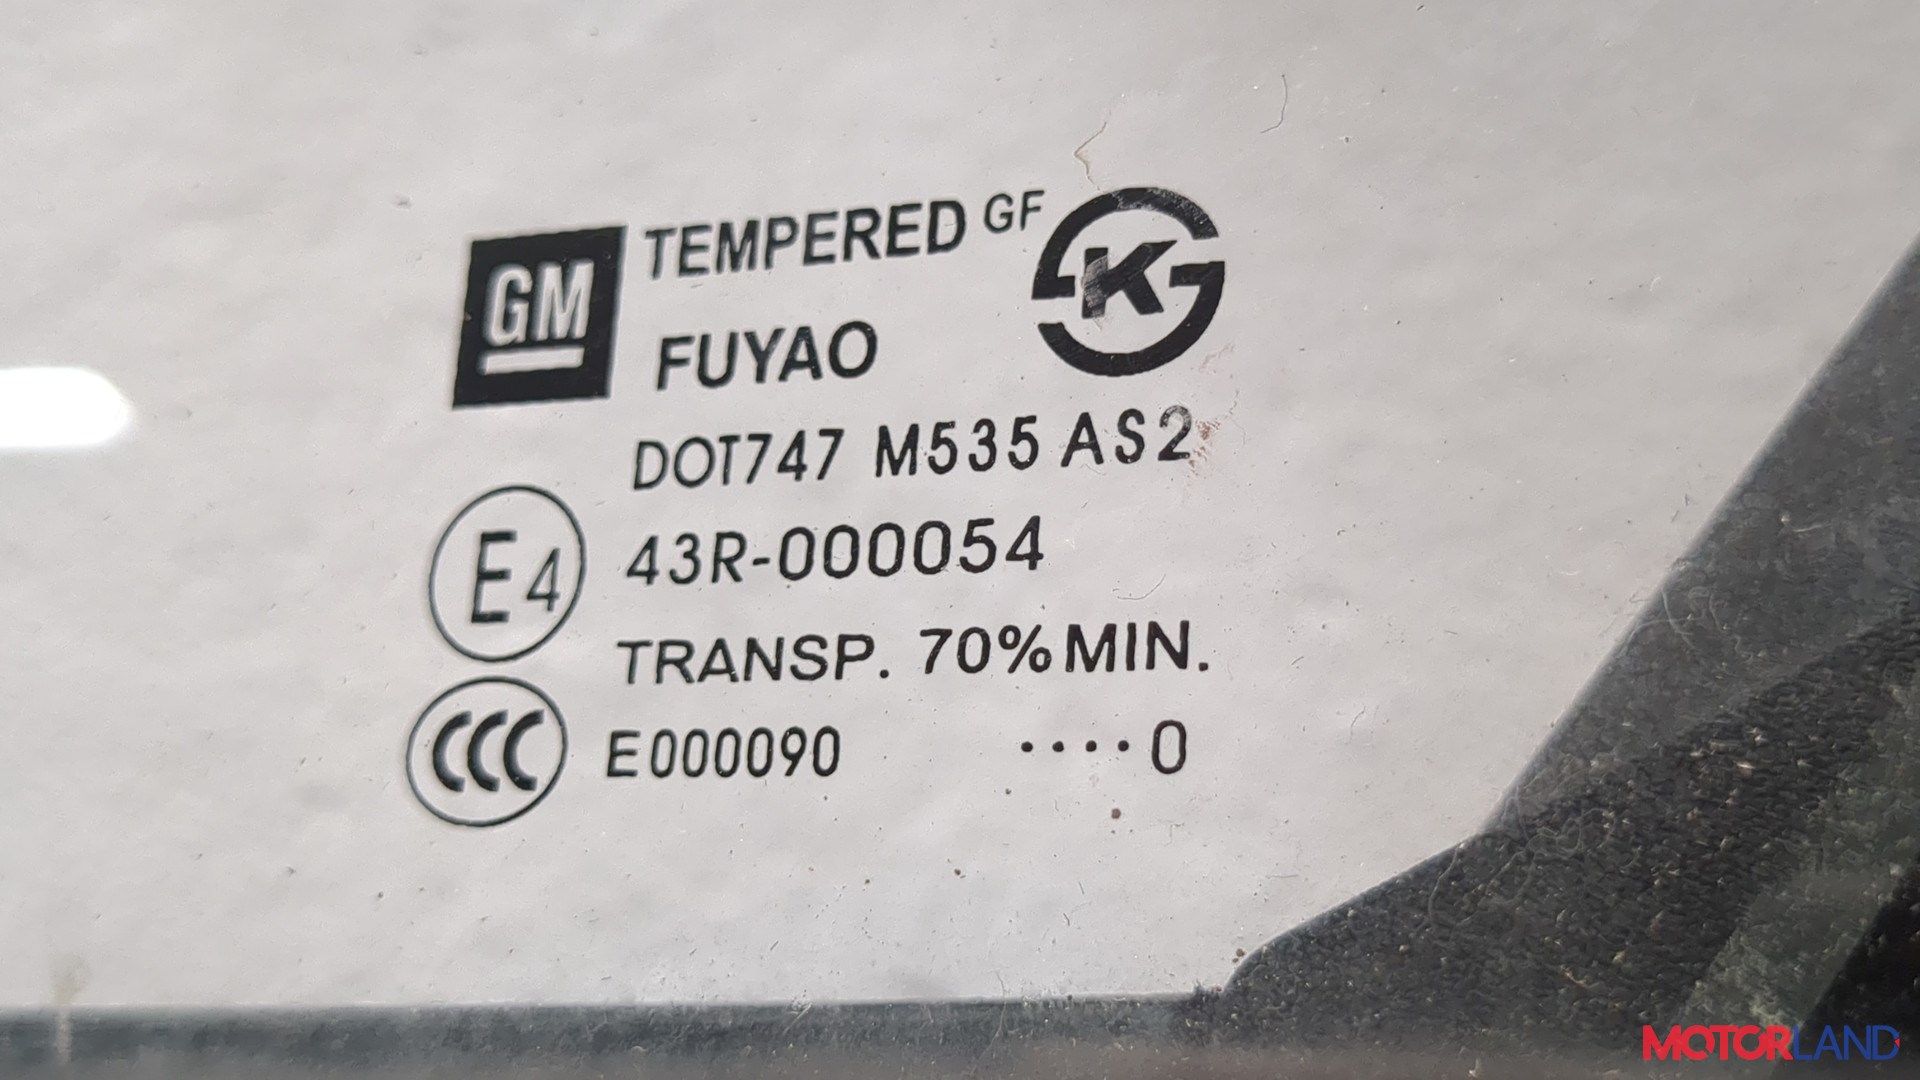 GM
TEMPERED GF
K
FUYAO
DOT747 M535 AS2
E4 43R-000054
TRANSP. 70% MIN.
CCC E000090 ····0
MOTORLAND